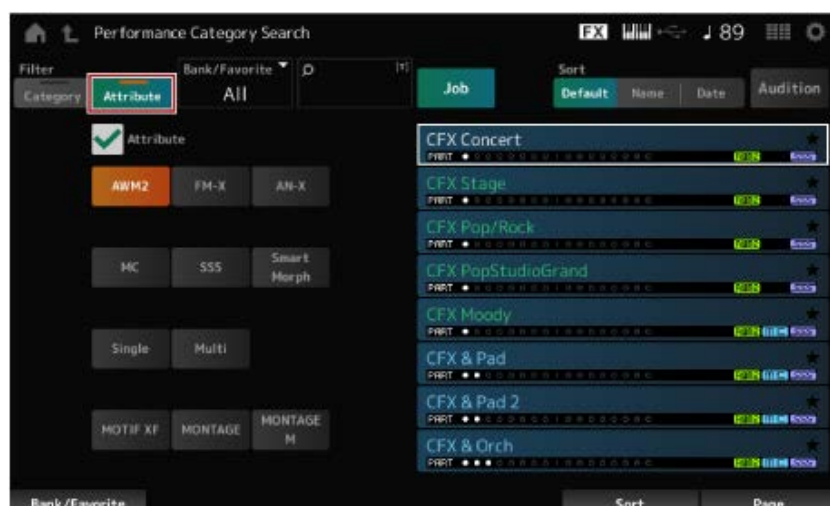 Performance Category Search FX 89
Filter Bank/Favorite Sort
Category Attribute All [T] Job Default Name Date Audition
Attribute
AWM2 FM-X AN-X
MC SSS Smart Morph
Single Multi
MOTIF XF MONTAGE MONTAGE M
CFX Concert
PART
CFX Stage
PART
CFX Pop/Rock
PART
CFX PopStudioGrand
PART
CFX Moody
PART
CFX & Pad
PART
CFX & Pad 2
PART
CFX & Orch
PART
Bank/Favorite Sort Page